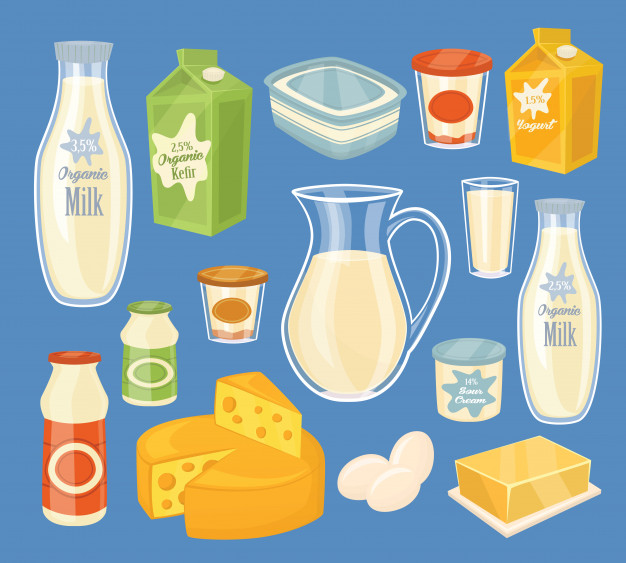 3,5%
Organic
Milk
2,5%
Organic
Kefir
1.5%
Yogurt
2.5%
Organic
Milk
14%
Sour
Cream